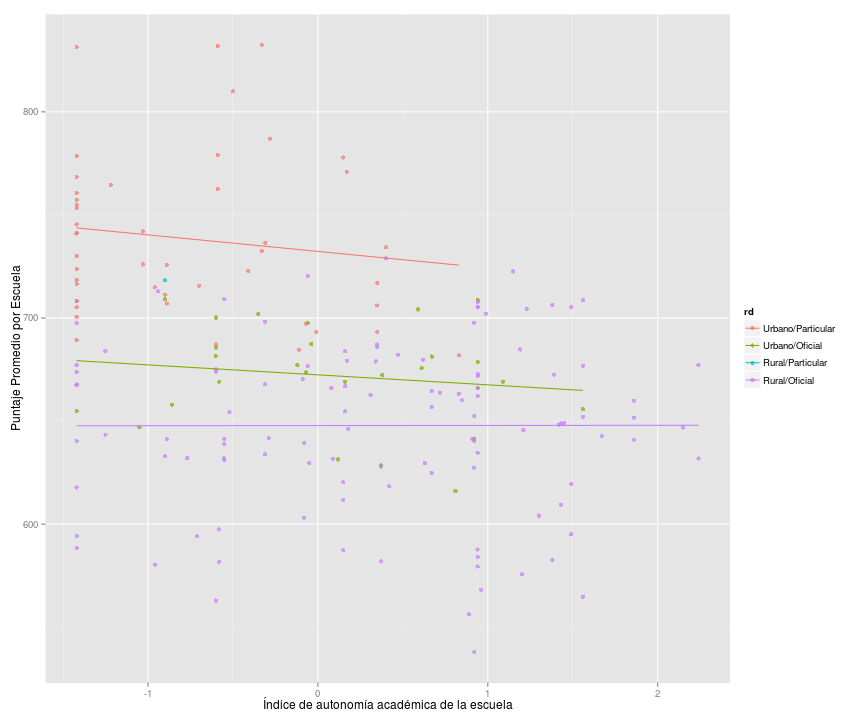 800
700
600
Puntaje Promedio por Escuela
-1
0
1
2
Índice de autonomía académica de la escuela
rd
Urbano/Particular
Urbano/Oficial
Rural/Particular
Rural/Oficial